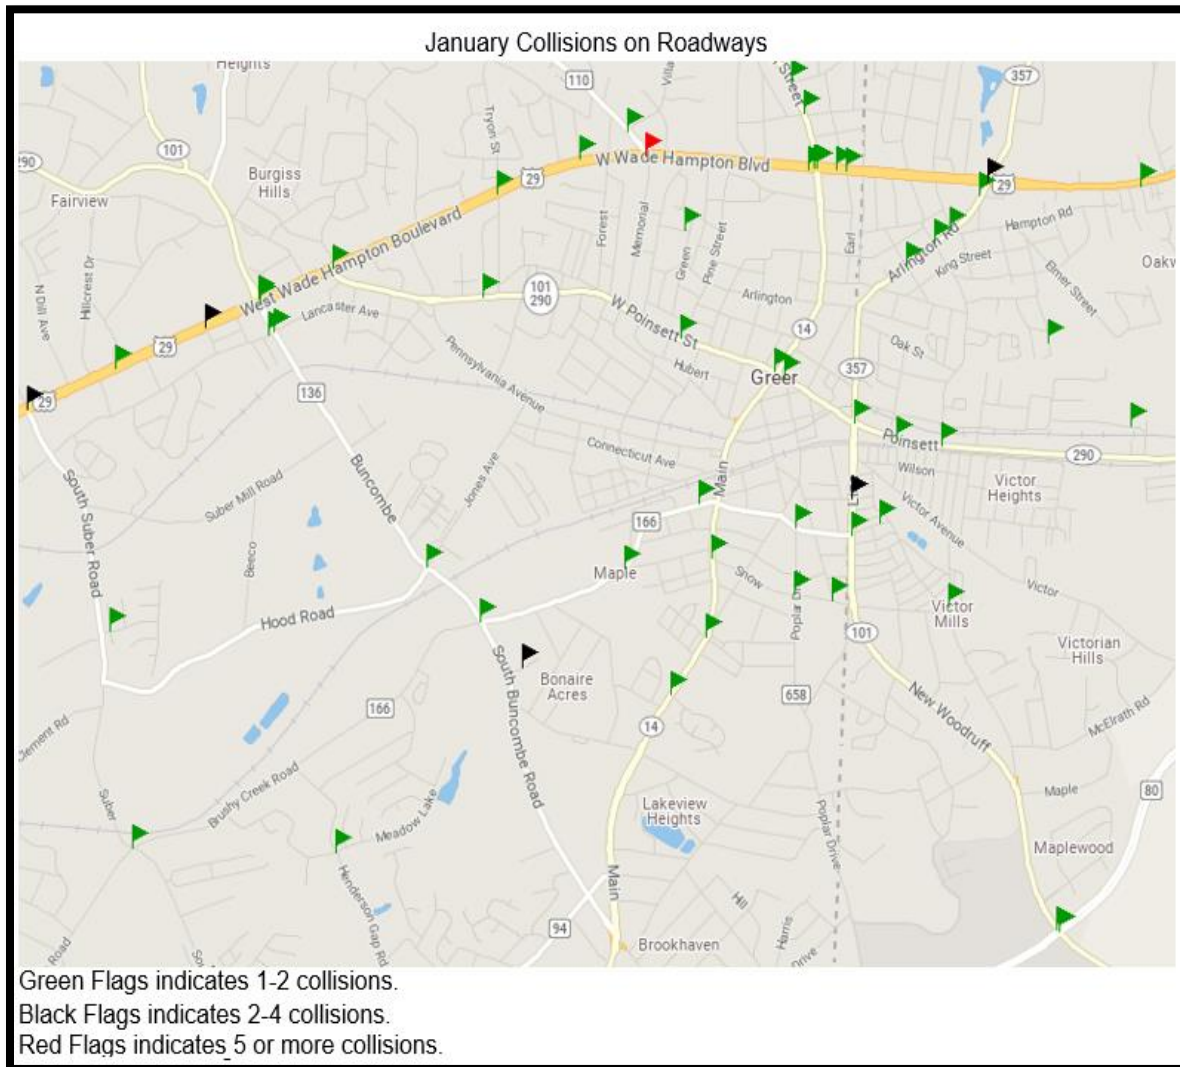 January Collisions on Roadways
Heights
110
Villa
Street
357
Tryon St
101
290
Burgiss
Hills
W Wade Hampton Blvd
29
29
Fairview
Hampton Rd
West Wade Hampton Boulevard
Forest
Memorial
Green
Pine Street
Earl
Arlington Rd
King Street
Oakw
Elmer Street
N Dill Ave
Hillcrest Dr
101
290
Arlington
Lancaster Ave
W Poinsett St
14
Oak St
29
Pennsylvania Avenue
Hubert
357
Greer
136
29
Connecticut Ave
Poinsett
290
Wilson
Victor
Heights
Buncombe
Jones Ave
Main
South Suber Road
Suber Mill Road
166
Victor Avenue
Beeco
Maple
Snow
Poplar Dr
Victor
Hood Road
Victor
Mills
101
Victorian
Hills
South Buncombe Road
Bonaire
Acres
166
658
New Woodruff
McElrath Rd
14
Clement Rd
Brushy Creek Road
Suber
Meadow Lake
Lakeview
Heights
Poplar Drive
Maple
80
Maplewood
Henderson Gap Rd
Main
Hill
Harris
94
Brookhaven
Drive
Road
Sou
Green Flags indicates 1-2 collisions.
Black Flags indicates 2-4 collisions.
Red Flags indicates 5 or more collisions.